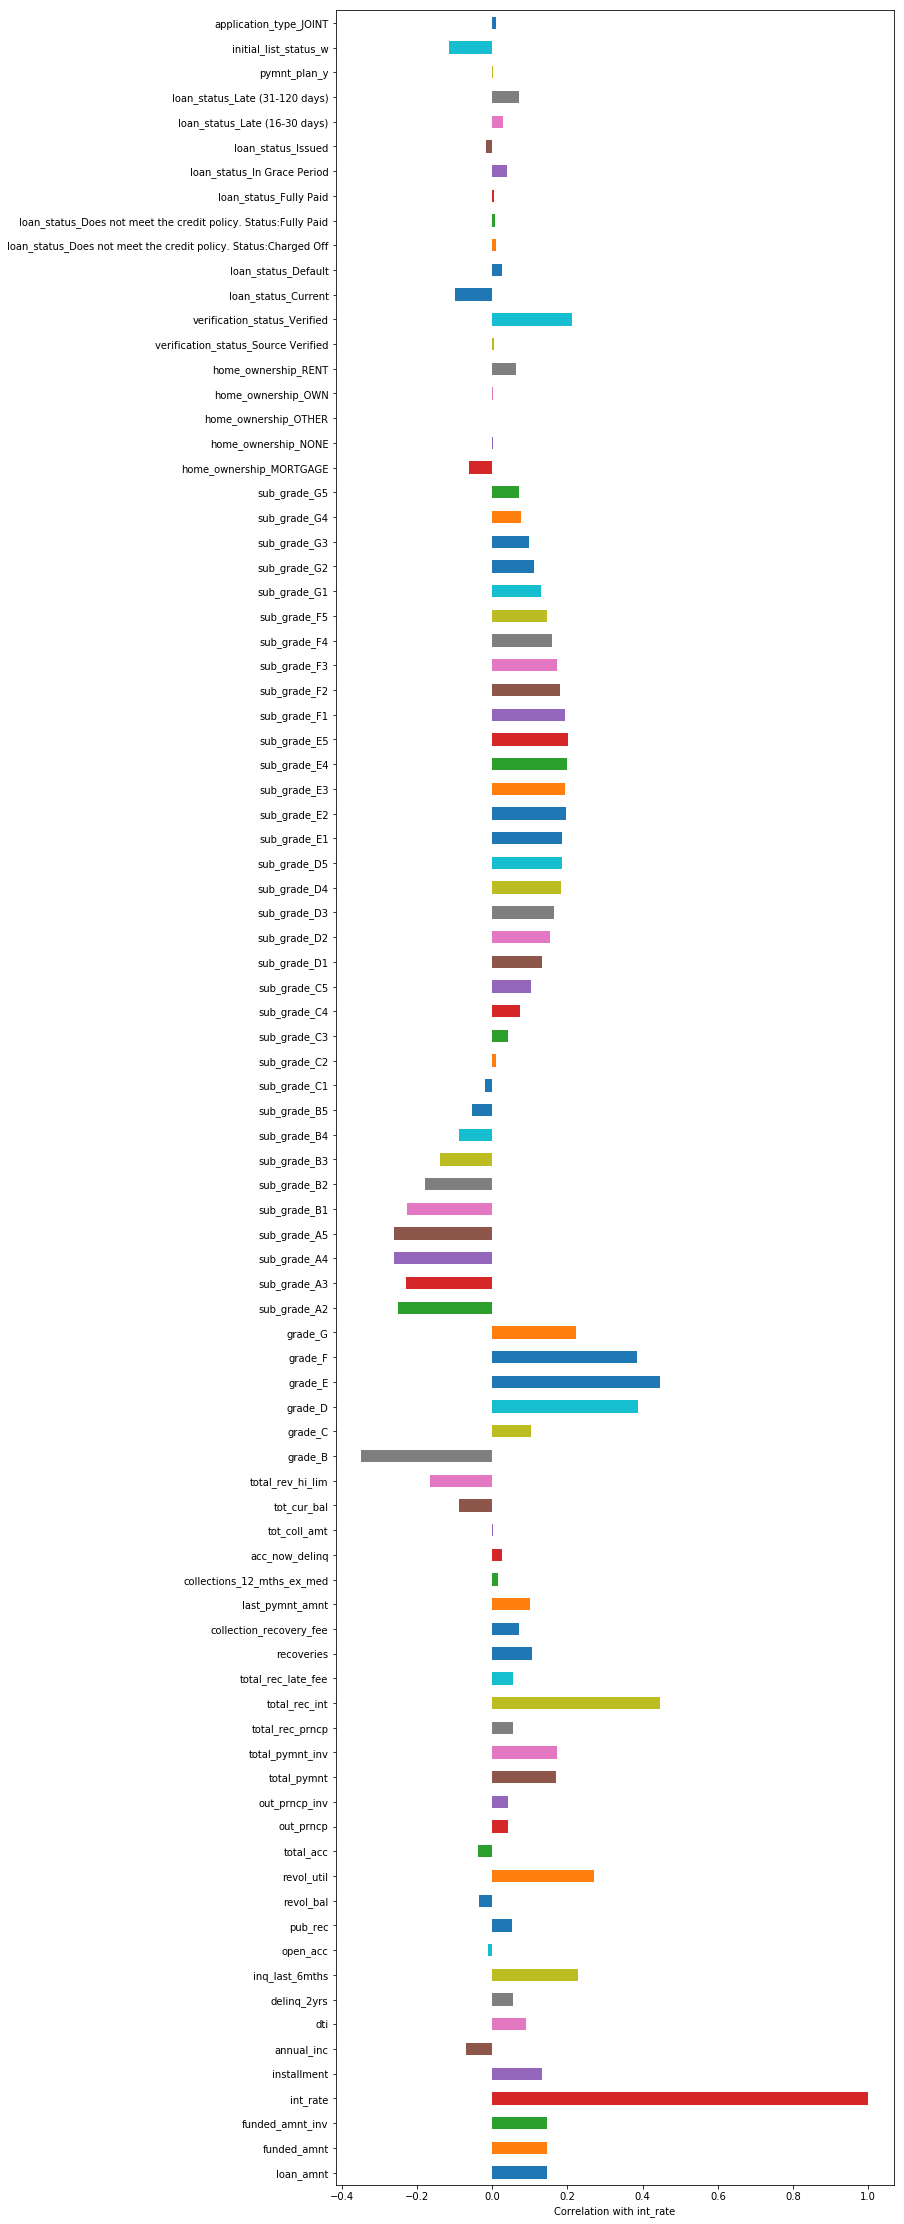 application_type_JOINT
initial_list_status_w
pymnt_plan_y
loan_status_Late (31-120 days)
loan_status_Late (16-30 days)
loan_status_Issued
loan_status_In Grace Period
loan_status_Fully Paid
loan_status_Does not meet the credit policy. Status:Fully Paid
loan_status_Does not meet the credit policy. Status:Charged Off
loan_status_Default
loan_status_Current
verification_status_Verified
verification_status_Source Verified
home_ownership_RENT
home_ownership_OWN
home_ownership_OTHER
home_ownership_NONE
home_ownership_MORTGAGE
sub_grade_G5
sub_grade_G4
sub_grade_G3
sub_grade_G2
sub_grade_G1
sub_grade_F5
sub_grade_F4
sub_grade_F3
sub_grade_F2
sub_grade_F1
sub_grade_E5
sub_grade_E4
sub_grade_E3
sub_grade_E2
sub_grade_E1
sub_grade_D5
sub_grade_D4
sub_grade_D3
sub_grade_D2
sub_grade_D1
sub_grade_C5
sub_grade_C4
sub_grade_C3
sub_grade_C2
sub_grade_C1
sub_grade_B5
sub_grade_B4
sub_grade_B3
sub_grade_B2
sub_grade_B1
sub_grade_A5
sub_grade_A4
sub_grade_A3
sub_grade_A2
grade_G
grade_F
grade_E
grade_D
grade_C
grade_B
total_rev_hi_lim
tot_cur_bal
tot_coll_amt
acc_now_delinq
collections_12_mths_ex_med
last_pymnt_amnt
collection_recovery_fee
recoveries
total_rec_late_fee
total_rec_int
total_rec_prncp
total_pymnt_inv
total_pymnt
out_prncp_inv
out_prncp
total_acc
revol_util
revol_bal
pub_rec
open_acc
inq_last_6mths
delinq_2yrs
dti
annual_inc
installment
int_rate
funded_amnt_inv
funded_amnt
loan_amnt
−0.4 −0.2 0.0 0.2 0.4 0.6 0.8 1.0
Correlation with int_rate